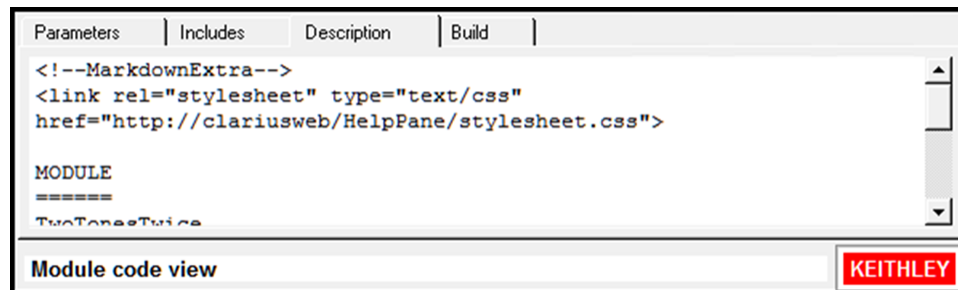 Parameters Includes Description Build
<!--MarkdownExtra-->
<link rel="stylesheet" type="text/css"
href="http://clariusweb/HelpPane/stylesheet.css">
MODULE
======
TwoTonesTwice
Module code view
KEITHLEY